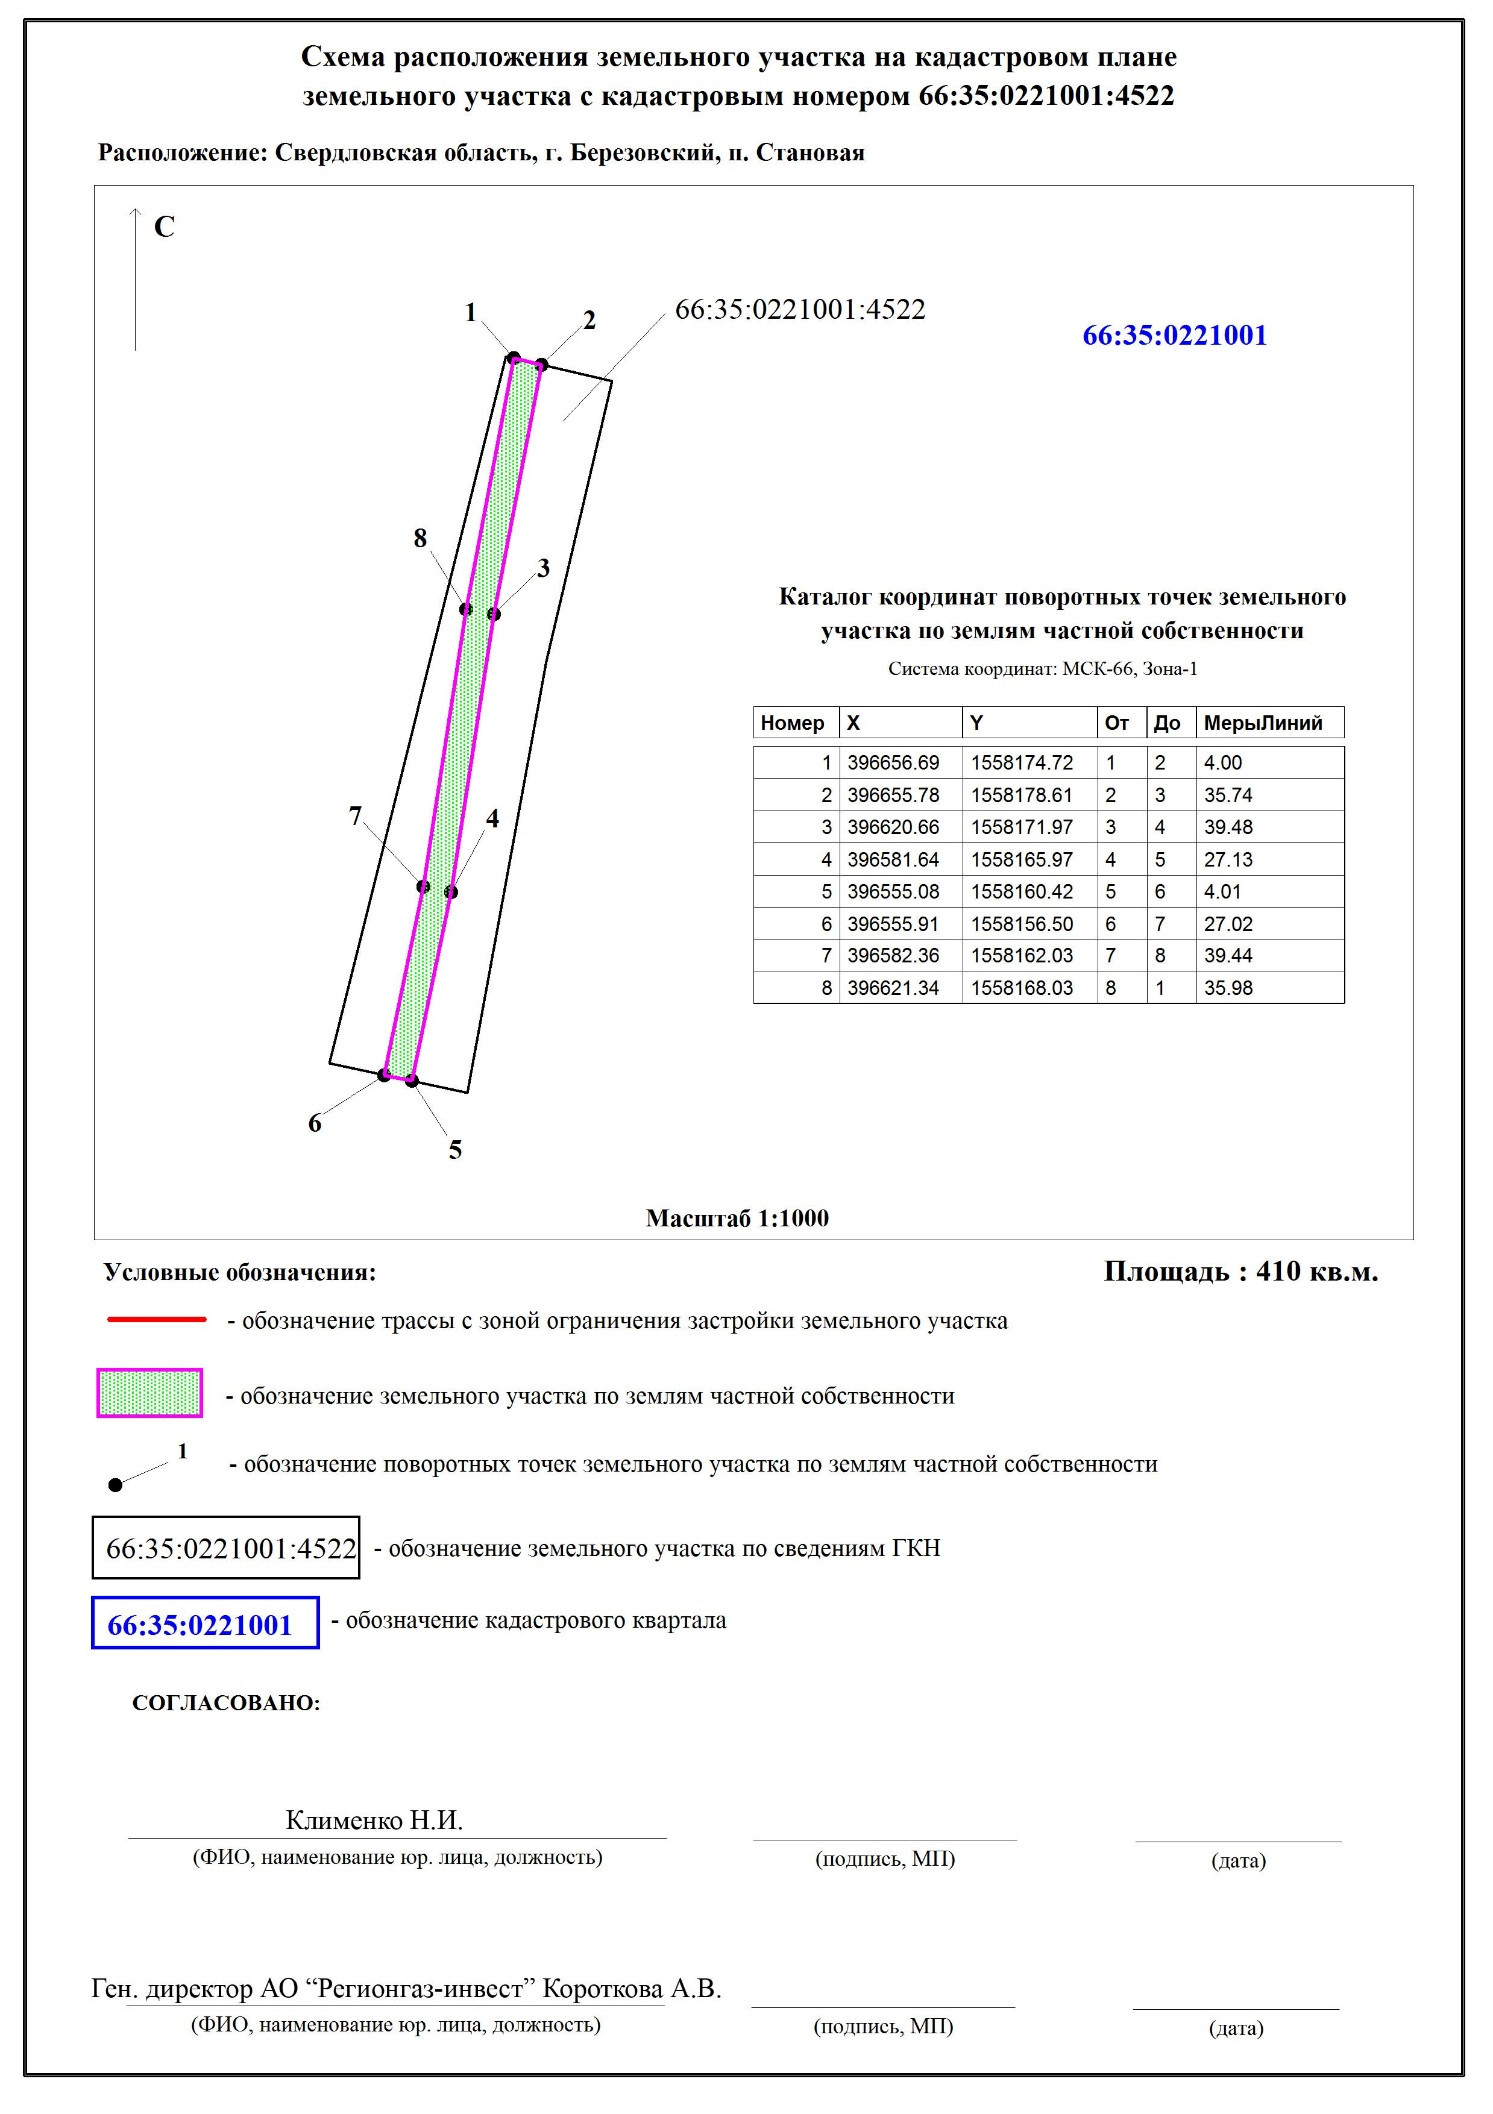 Схема расположения земельного участка на кадастровом плане
земельного участка с кадастровым номером 66:35:0221001:4522
Расположение: Свердловская область, г. Березовский, п. Становая
С
1
2
66:35:0221001:4522
66:35:0221001
8
3
7
4
6
5
Каталог координат поворотных точек земельного
участка по землям частной собственности
Система координат: МСК-66, Зона-1
Номер X Y От До МерыЛиний
1 396656.69 1558174.72 1 2 4.00
2 396655.78 1558178.61 2 3 35.74
3 396620.66 1558171.97 3 4 39.48
4 396581.64 1558165.97 4 5 27.13
5 396555.08 1558160.42 5 6 4.01
6 396555.91 1558156.50 6 7 27.02
7 396582.36 1558162.03 7 8 39.44
8 396621.34 1558168.03 8 1 35.98
Масштаб 1:1000
Условные обозначения:
Площадь : 410 кв.м.
- обозначение трассы с зоной ограничения застройки земельного участка
- обозначение земельного участка по землям частной собственности
1
- обозначение поворотных точек земельного участка по землям частной собственности
66:35:0221001:4522 - обозначение земельного участка по сведениям ГКН
66:35:0221001 - обозначение кадастрового квартала
СОГЛАСОВАНО:
Клименко Н.И.
(ФИО, наименование юр. лица, должность) (подпись, МП) (дата)
Ген. директор АО “Регионгаз-инвест” Короткова А.В.
(ФИО, наименование юр. лица, должность) (подпись, МП) (дата)